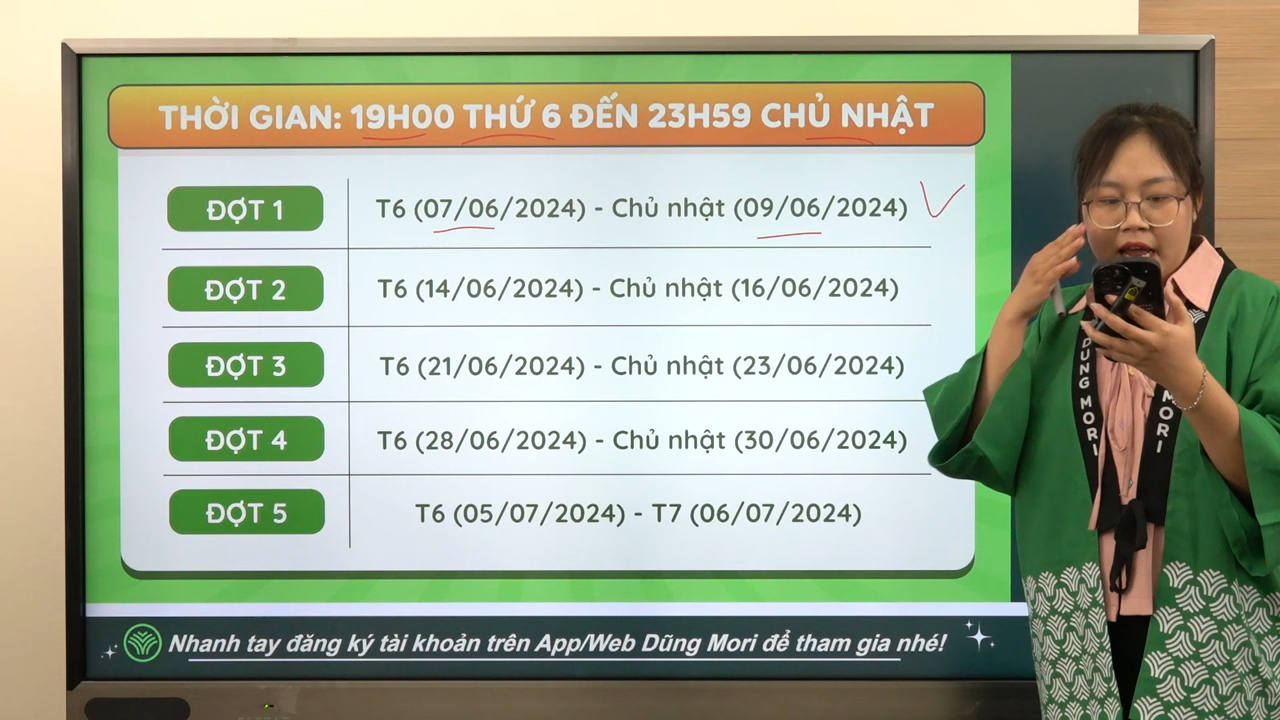 THỜI GIAN: 19H00 THỨ 6 ĐẾN 23H59 CHỦ NHẬT
ĐỢT 1 T6 (07/06/2024) - Chủ nhật (09/06/2024)
ĐỢT 2 T6 (14/06/2024) - Chủ nhật (16/06/2024)
ĐỢT 3 T6 (21/06/2024) - Chủ nhật (23/06/2024)
ĐỢT 4 T6 (28/06/2024) - Chủ nhật (30/06/2024)
ĐỢT 5 T6 (05/07/2024) - T7 (06/07/2024)
Nhanh tay đăng ký tài khoản trên App/Web Dũng Mori để tham gia nhé!
DUNG MORI
MORI